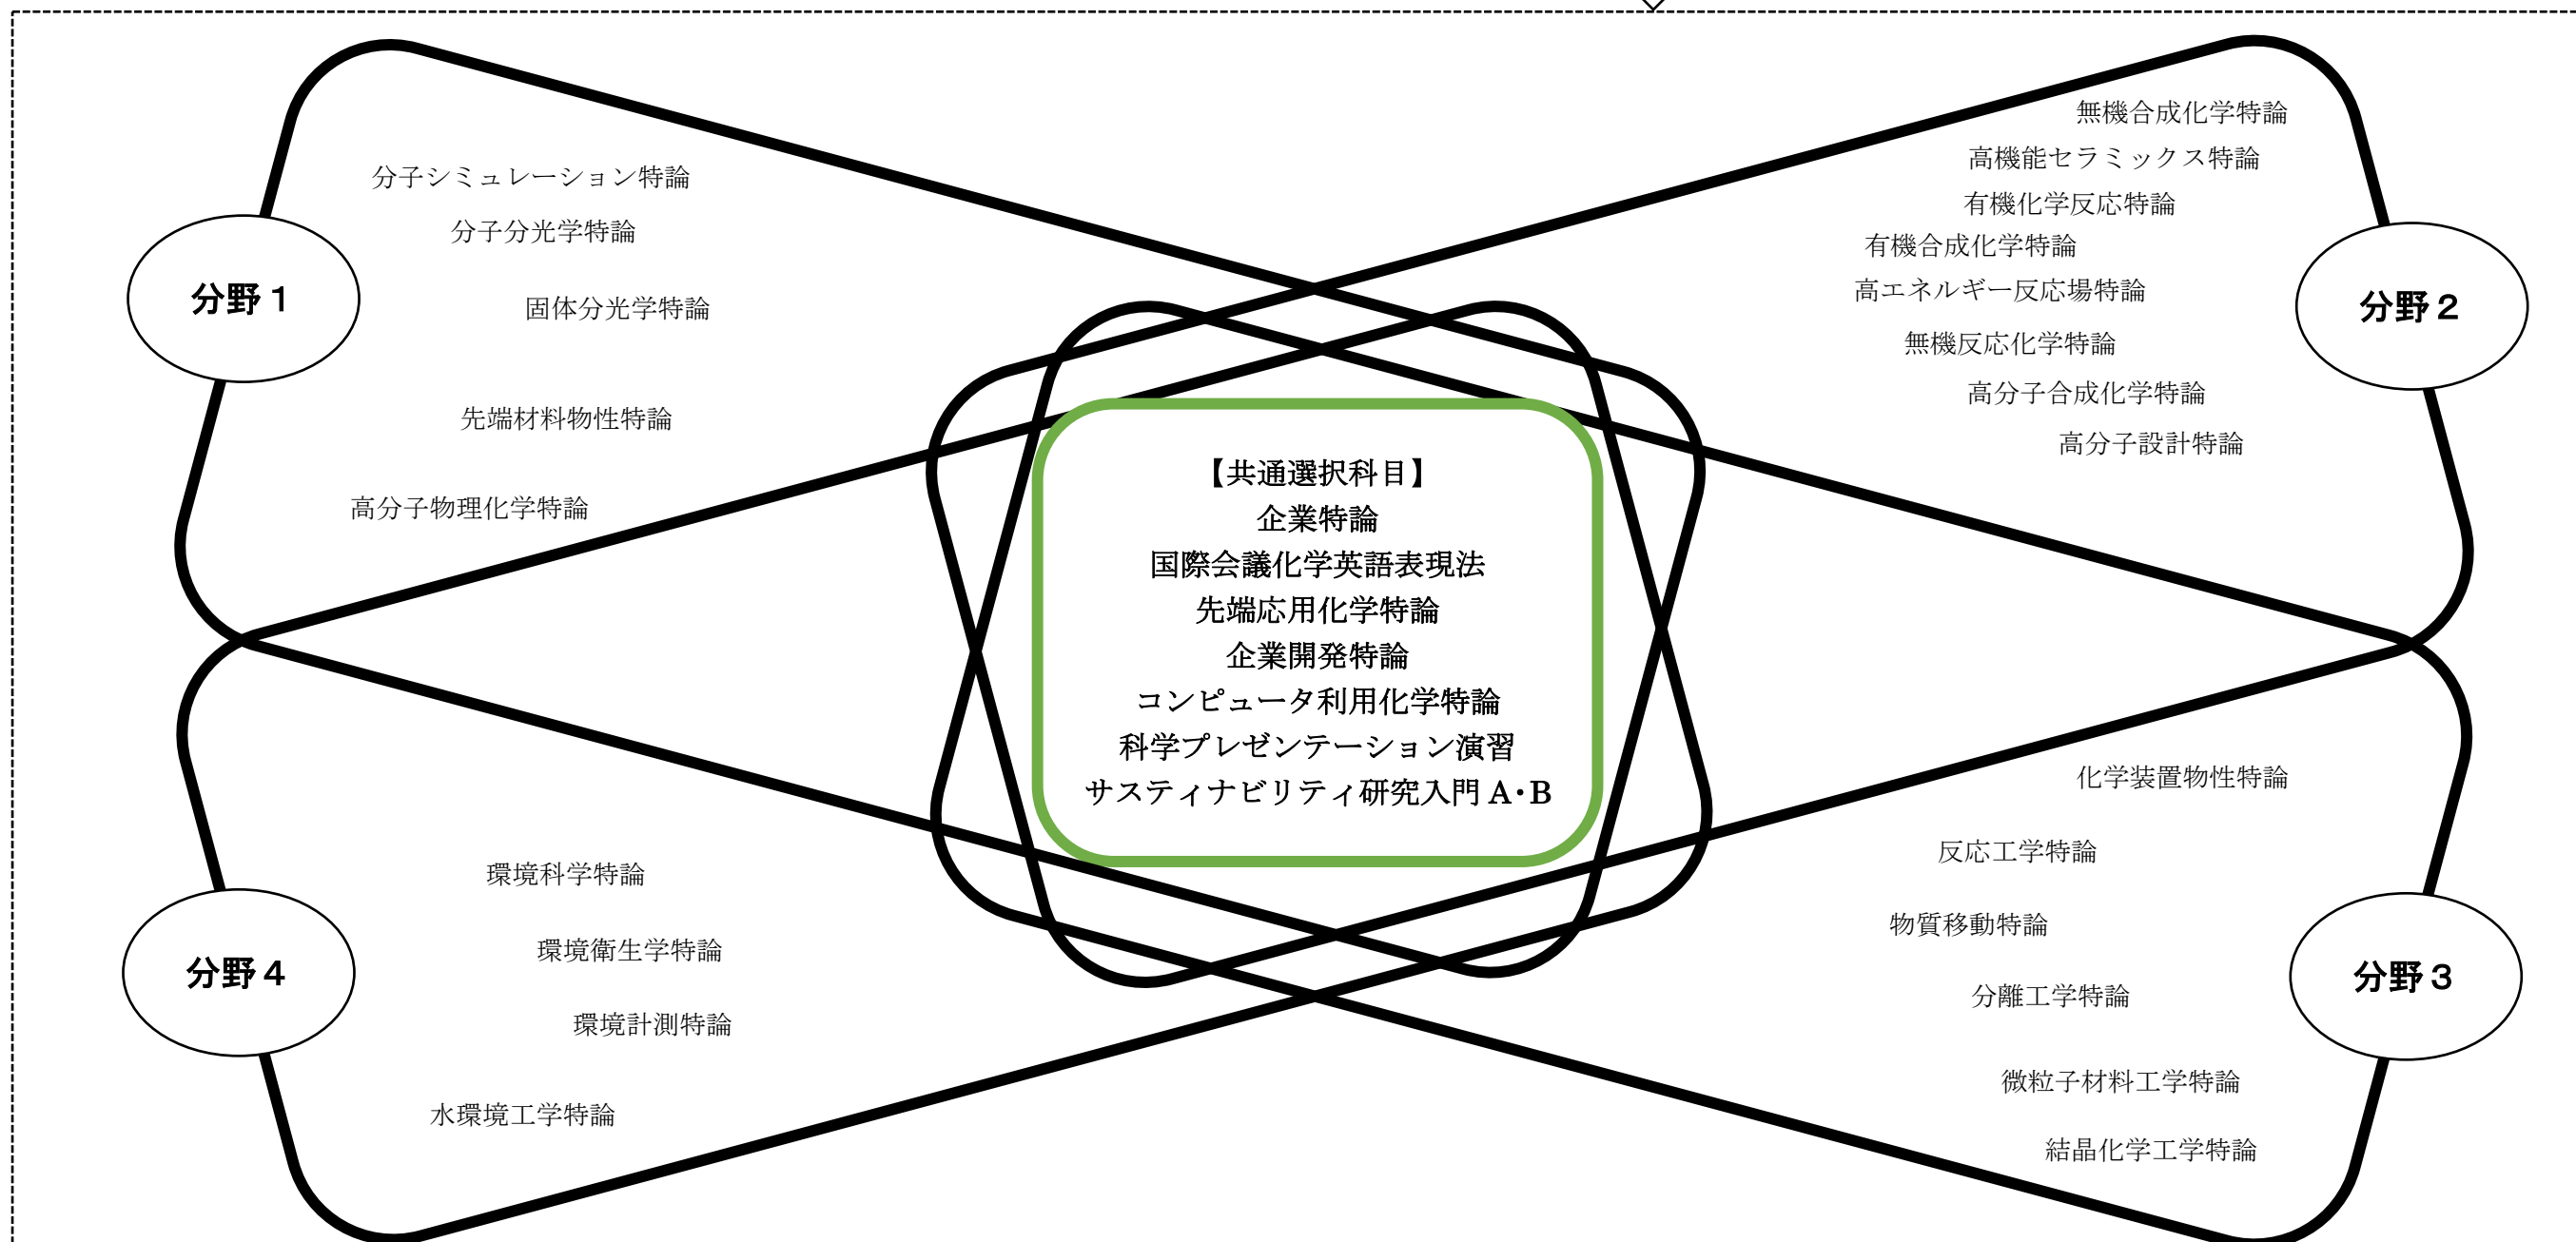 分野１
分子シミュレーション特論
分子分光学特論
固体分光学特論
先端材料物性特論
高分子物理化学特論
分野２
無機合成化学特論
高機能セラミックス特論
有機化学反応特論
有機合成化学特論
高エネルギー反応場特論
無機反応化学特論
高分子合成化学特論
高分子設計特論
【共通選択科目】
企業特論
国際会議化学英語表現法
先端応用化学特論
企業開発特論
コンピュータ利用化学特論
科学プレゼンテーション演習
サスティナビリティ研究入門 A・B
分野４
環境科学特論
環境衛生学特論
環境計測特論
水環境工学特論
分野３
化学装置物性特論
反応工学特論
物質移動特論
分離工学特論
微粒子材料工学特論
結晶化学工学特論